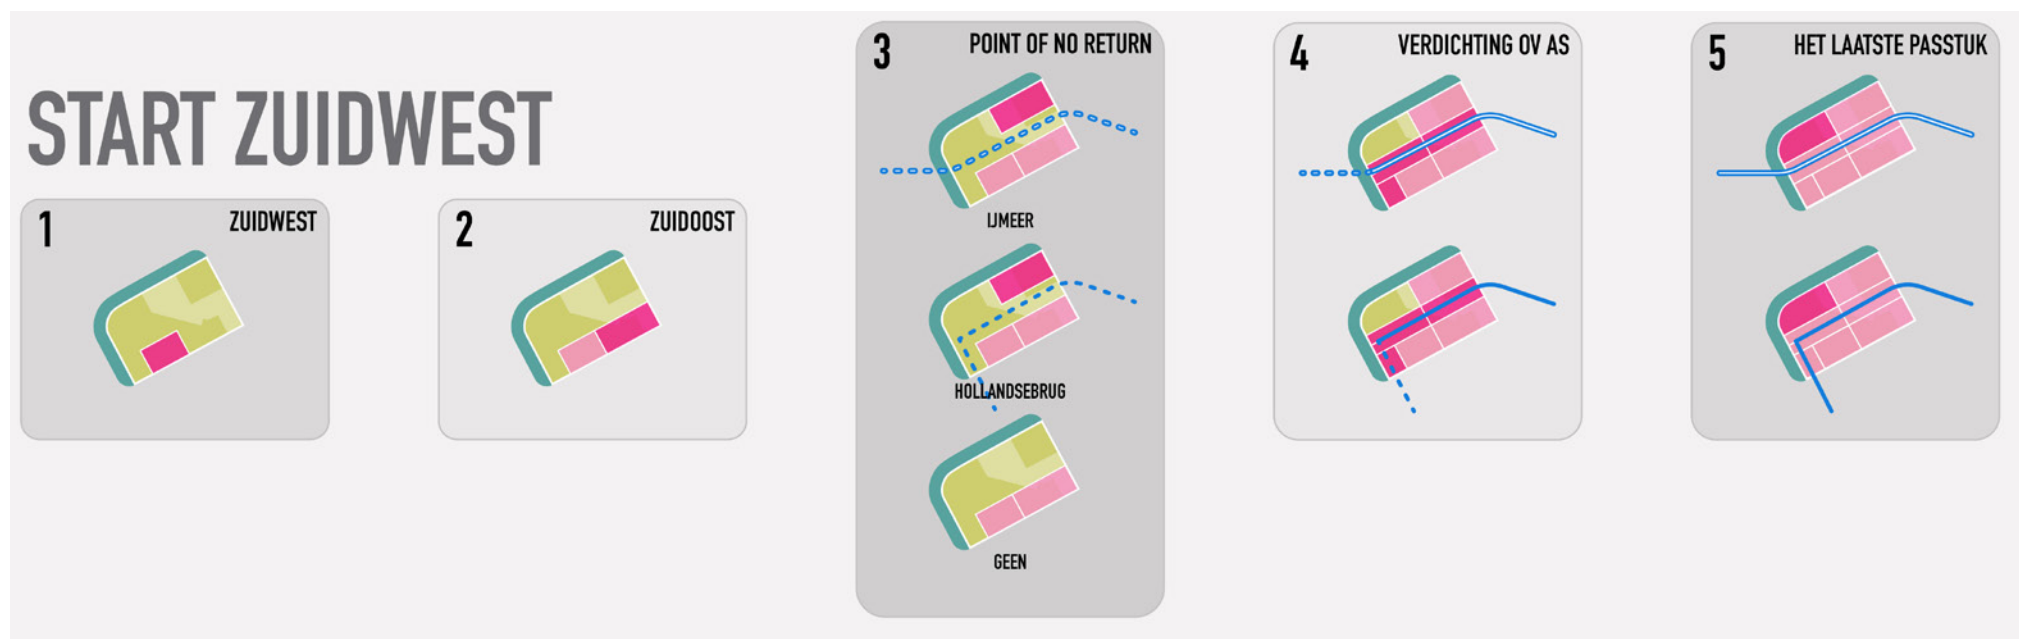 START ZUIDWEST
1
ZUIDWEST
2
ZUIDOOST
3
POINT OF NO RETURN
IJMEER
HOLLANDSEBRUG
GEEN
4
VERDICHTING OV AS
5
HET LAATSTE PASSTUK